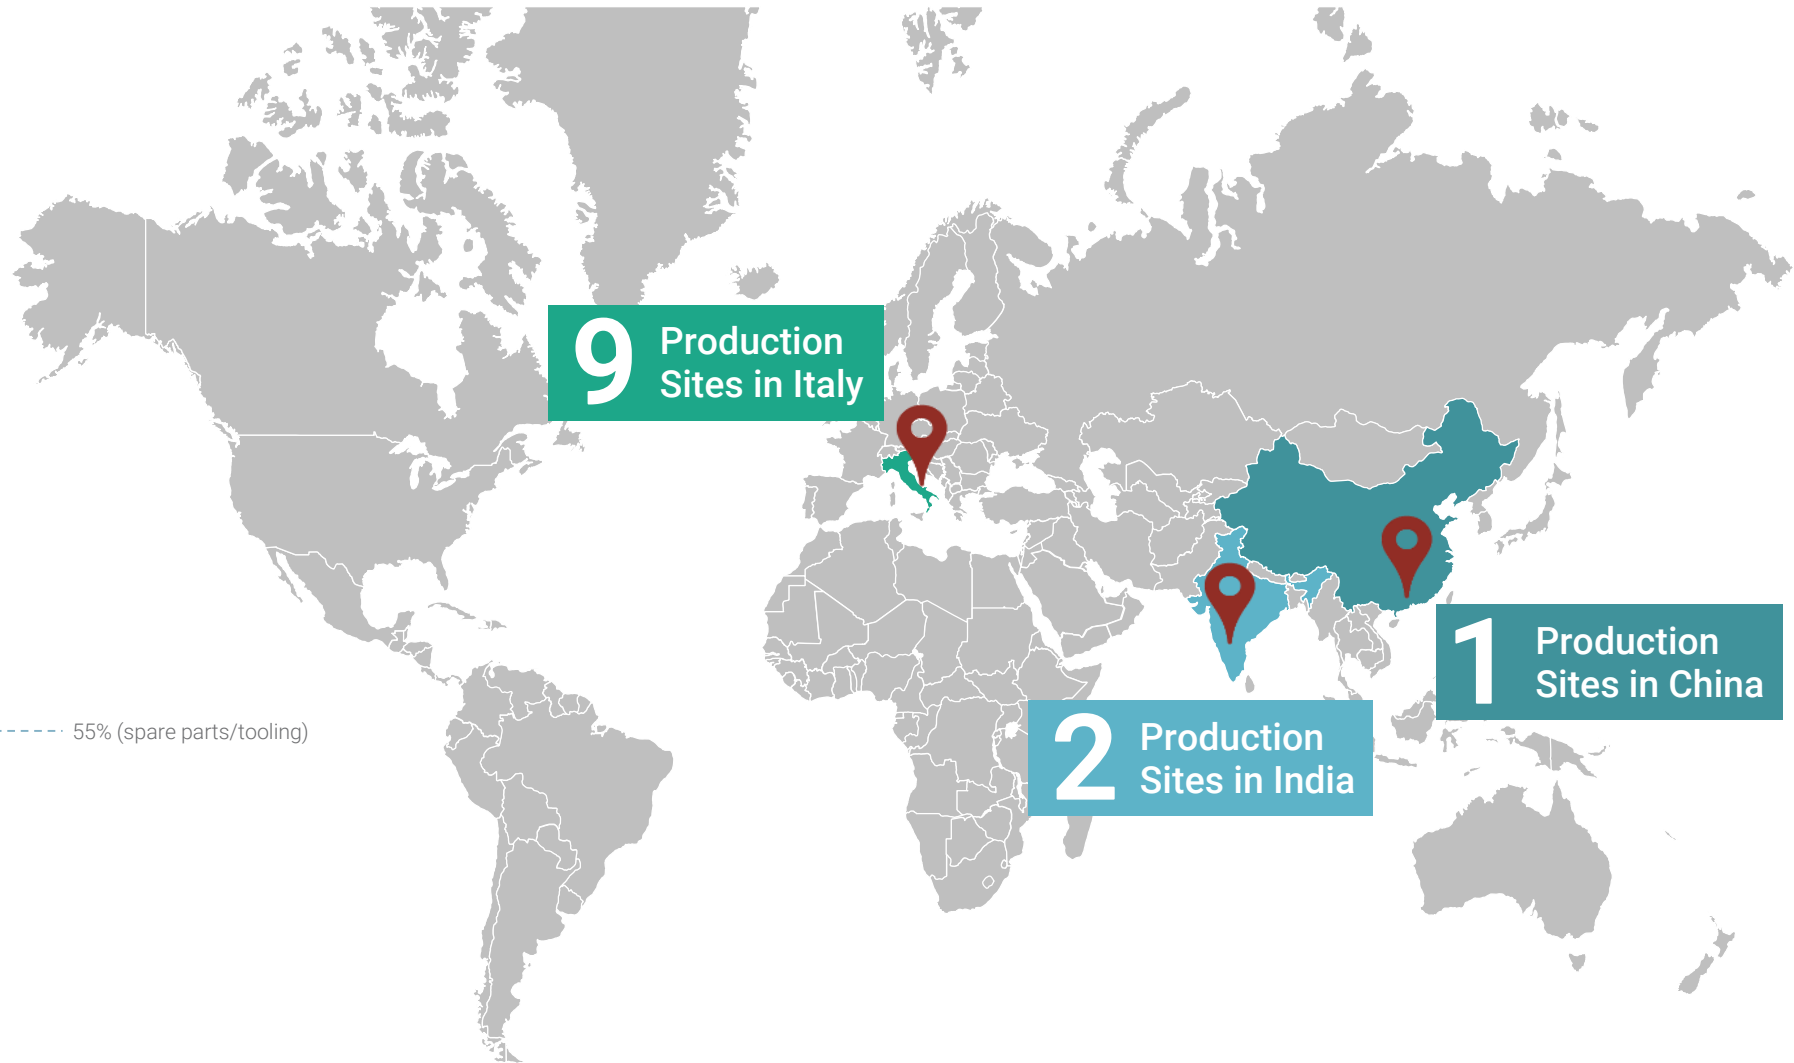 9
Production
Sites in Italy
1
Production
Sites in China
2
Production
Sites in India
55% (spare parts/tooling)